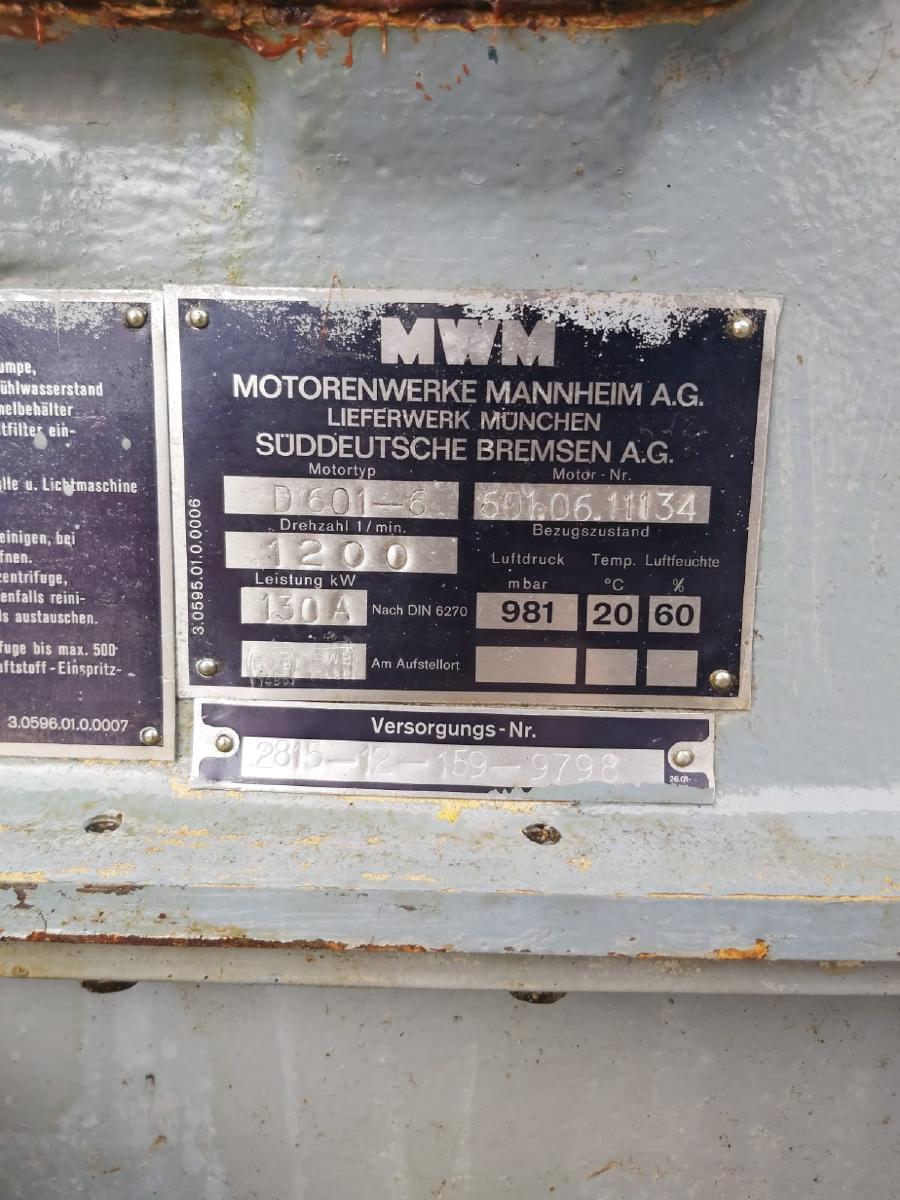 umpe,
ühlwasserstand
nelbehälter
tfilter ein-
lle u. Lichtmaschine
einigen, bei
fnen.
zentrifuge,
enfalls reini-
ls austauschen.
fuge bis max. 500
aftstoff-Einspritz-
3.0596.01.0.0007
MWM
MOTORENWERKE MANNHEIM A.G.
LIEFERWERK MÜNCHEN
SÜDDEUTSCHE BREMSEN A.G.
Motortyp Motor-Nr.
D 601-6 601.06.11134
Drehzahl 1/min. Bezugszustand
1200 Luftdruck Temp. Luftfeuchte
Leistung kW mbar °C %
130 A Nach DIN 6270 981 20 60
Am Aufstellort
3.0595.01.0.0006
Versorgungs-Nr.
2815-12-159-9798
26.01-